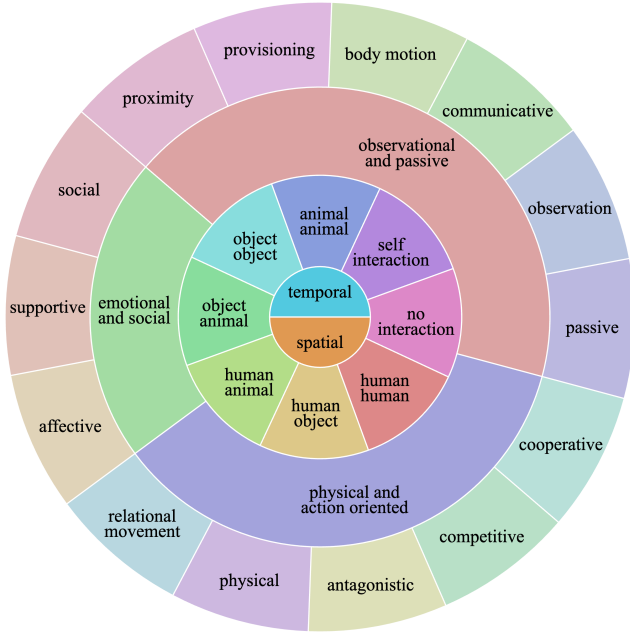 provisioning
body motion
proximity
communicative
observational
and passive
social
observation
animal
animal
object
object
self
interaction
temporal
supportive
emotional
and social
object
animal
no
interaction
passive
spatial
human
animal
human
human
human
object
affective
cooperative
physical and
action oriented
relational
movement
competitive
physical
antagonistic